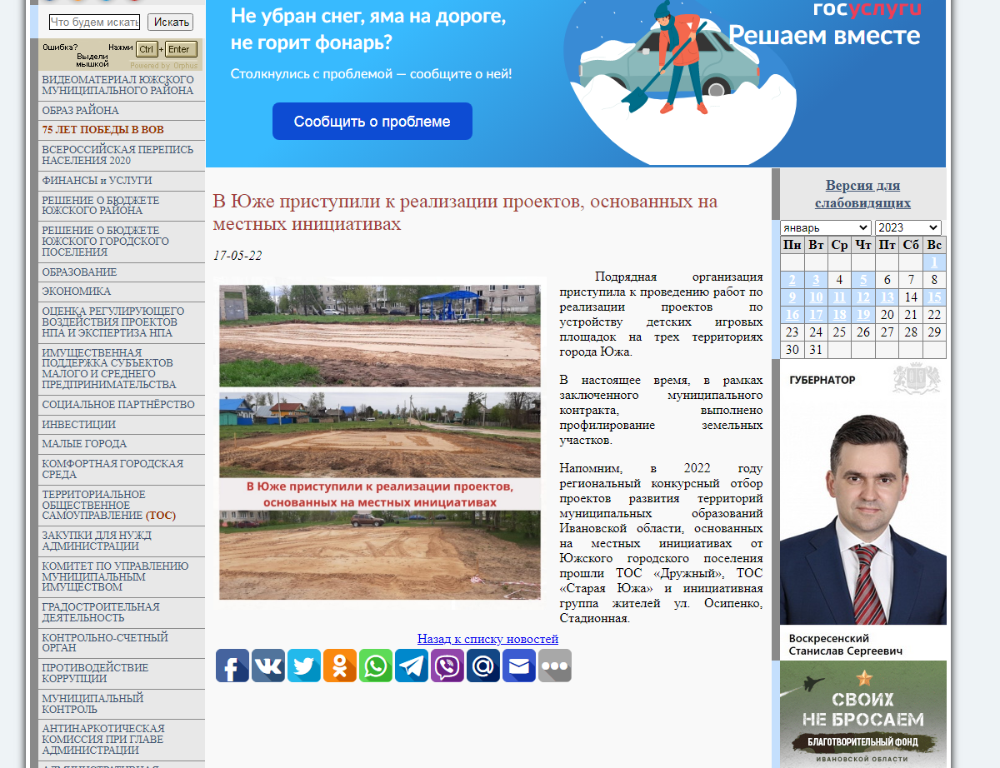 Что будем искать
Искать
Ошибка?
Выдели
мышкой
Нажми
Ctrl + Enter
Powered by Orphus
ВИДЕОМАТЕРИАЛ ЮЖСКОГО
МУНИЦИПАЛЬНОГО РАЙОНА
ОБРАЗ РАЙОНА
75 ЛЕТ ПОБЕДЫ В ВОВ
ВСЕРОССИЙСКАЯ ПЕРЕПИСЬ
НАСЕЛЕНИЯ 2020
ФИНАНСЫ и УСЛУГИ
РЕШЕНИЕ О БЮДЖЕТЕ
ЮЖСКОГО РАЙОНА
РЕШЕНИЕ О БЮДЖЕТЕ
ЮЖСКОГО ГОРОДСКОГО
ПОСЕЛЕНИЯ
ОБРАЗОВАНИЕ
ЭКОНОМИКА
ОЦЕНКА РЕГУЛИРУЮЩЕГО
ВОЗДЕЙСТВИЯ ПРОЕКТОВ
НПА И ЭКСПЕРТИЗА НПА
ИМУЩЕСТВЕННАЯ
ПОДДЕРЖКА СУБЪЕКТОВ
МАЛОГО И СРЕДНЕГО
ПРЕДПРИНИМАТЕЛЬСТВА
СОЦИАЛЬНОЕ ПАРТНЁРСТВО
ИНВЕСТИЦИИ
МАЛЫЕ ГОРОДА
КОМФОРТНАЯ ГОРОДСКАЯ
СРЕДА
ТЕРРИТОРИАЛЬНОЕ
ОБЩЕСТВЕННОЕ
САМОУПРАВЛЕНИЕ (ТОС)
ЗАКУПКИ ДЛЯ НУЖД
АДМИНИСТРАЦИИ
КОМИТЕТ ПО УПРАВЛЕНИЮ
МУНИЦИПАЛЬНЫМ
ИМУЩЕСТВОМ
ГРАДОСТРОИТЕЛЬНАЯ
ДЕЯТЕЛЬНОСТЬ
КОНТРОЛЬНО-СЧЕТНЫЙ
ОРГАН
ПРОТИВОДЕЙСТВИЕ
КОРРУПЦИИ
МУНИЦИПАЛЬНЫЙ
КОНТРОЛЬ
АНТИНАРКОТИЧЕСКАЯ
КОМИССИЯ ПРИ ГЛАВЕ
АДМИНИСТРАЦИИ
Не убран снег, яма на дороге,
не горит фонарь?
Столкнулись с проблемой — сообщите о ней!
Сообщить о проблеме
госуслуги
Решаем вместе
В Юже приступили к реализации проектов, основанных на
местных инициативах
17-05-22
В Юже приступили к реализации проектов,
основанных на местных инициативах
Подрядная организация
приступила к проведению работ по
реализации проектов по
устройству детских игровых
площадок на трех территориях
города Южа.
В настоящее время, в рамках
заключенного муниципального
контракта, выполнено
профилирование земельных
участков.
Напомним, в 2022 году
региональный конкурсный отбор
проектов развития территорий
муниципальных образований
Ивановской области, основанных
на местных инициативах от
Южского городского поселения
прошли ТОС «Дружный», ТОС
«Старая Южа» и инициативная
группа жителей ул. Осипенко,
Стадионная.
Назад к списку новостей
Версия для
слабовидящих
январь 2023
Пн Вт Ср Чт Пт Сб Вс
1
2 3 4 5 6 7 8
9 10 11 12 13 14 15
16 17 18 19 20 21 22
23 24 25 26 27 28 29
30 31
ГУБЕРНАТОР
Воскресенский
Станислав Сергеевич
СВОИХ
НЕ БРОСАЕМ
БЛАГОТВОРИТЕЛЬНЫЙ ФОНД
ИВАНОВСКОЙ ОБЛАСТИ